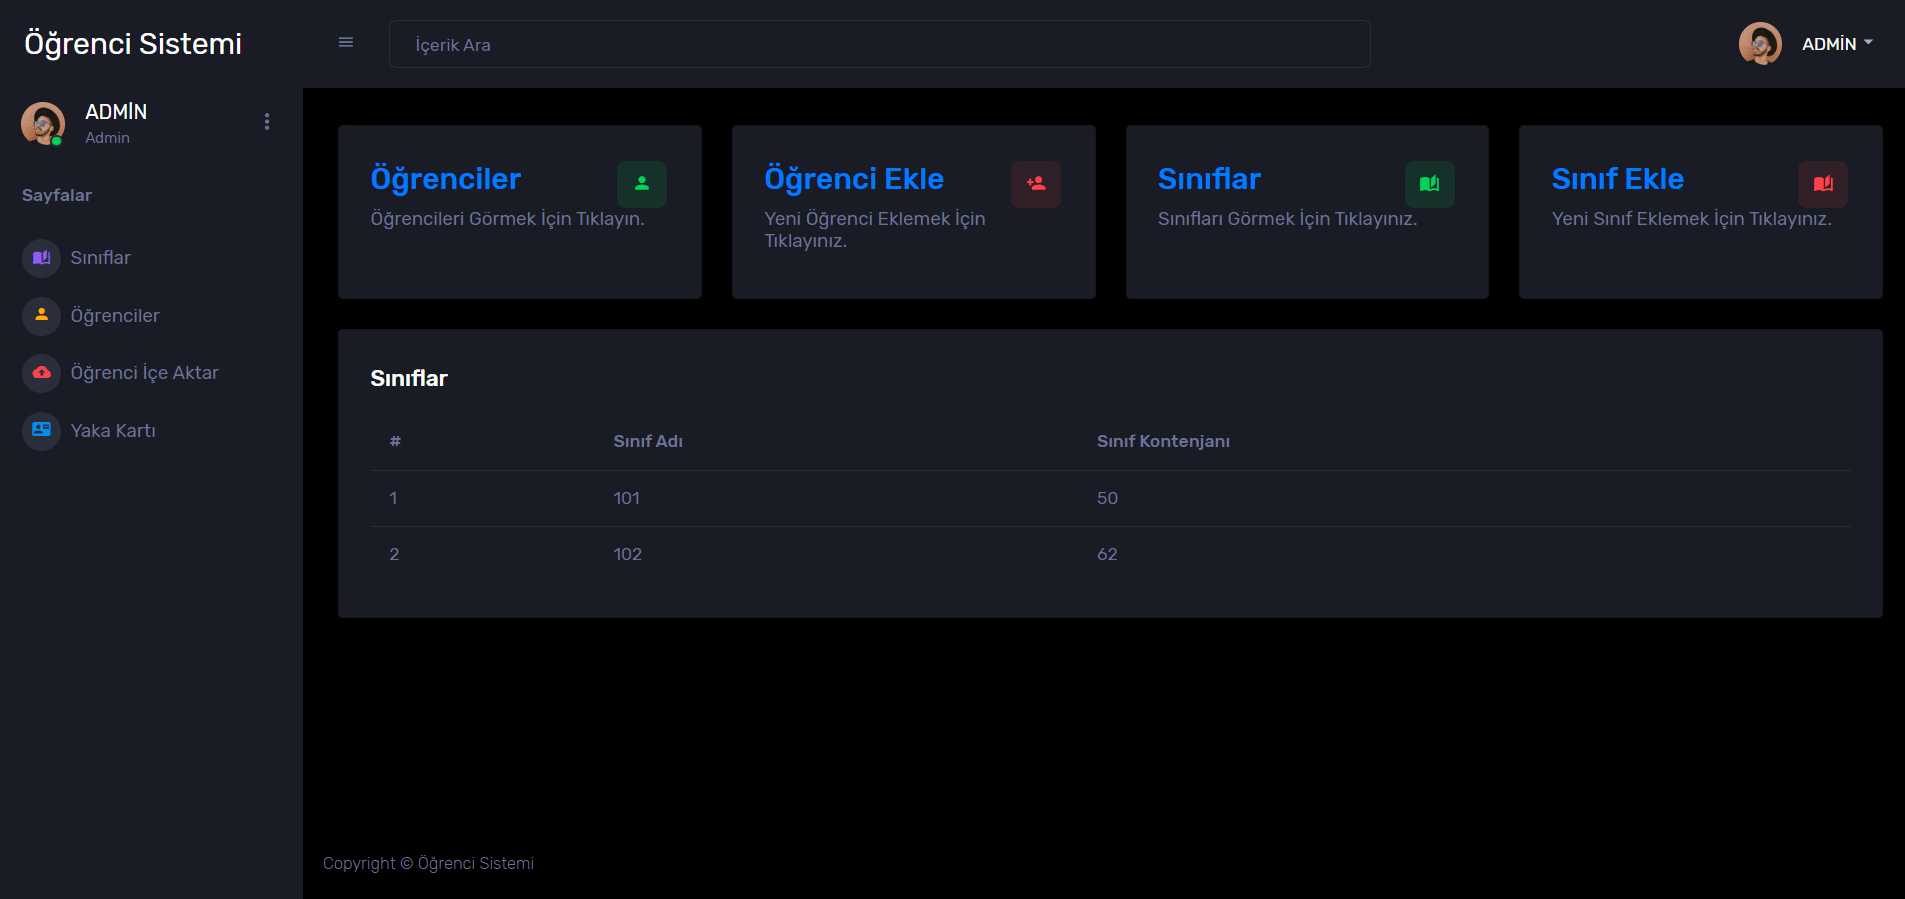 Öğrenci Sistemi
İçerik Ara
ADMİN
ADMİN
Admin
Sayfalar
Sınıflar
Öğrenciler
Öğrenci İçe Aktar
Yaka Kartı
Öğrenciler
Öğrencileri Görmek İçin Tıklayın.
Öğrenci Ekle
Yeni Öğrenci Eklemek İçin
Tıklayınız.
Sınıflar
Sınıfları Görmek İçin Tıklayınız.
Sınıf Ekle
Yeni Sınıf Eklemek İçin Tıklayınız.
Sınıflar
# Sınıf Adı Sınıf Kontenjanı
1 101 50
2 102 62
Copyright © Öğrenci Sistemi